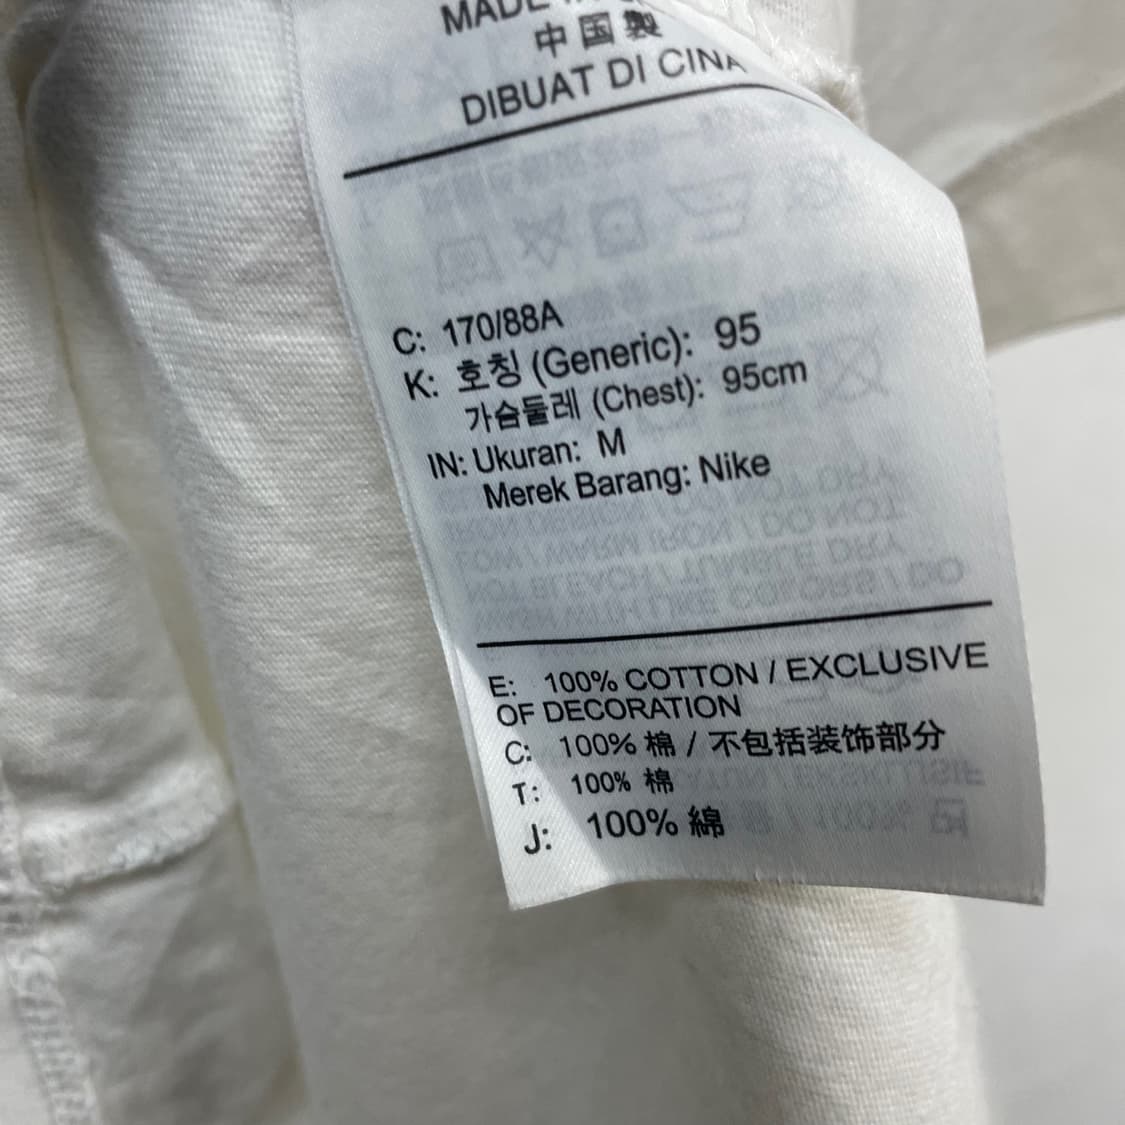 MADE
中国製
DIBUAT DI CINA
C: 170/88A
K: 호칭 (Generic): 95
가슴둘레 (Chest): 95cm
IN: Ukuran: M
Merek Barang: Nike
E: 100% COTTON / EXCLUSIVE
OF DECORATION
C: 100% 棉 / 不包括装饰部分
T: 100% 棉
J: 100% 綿